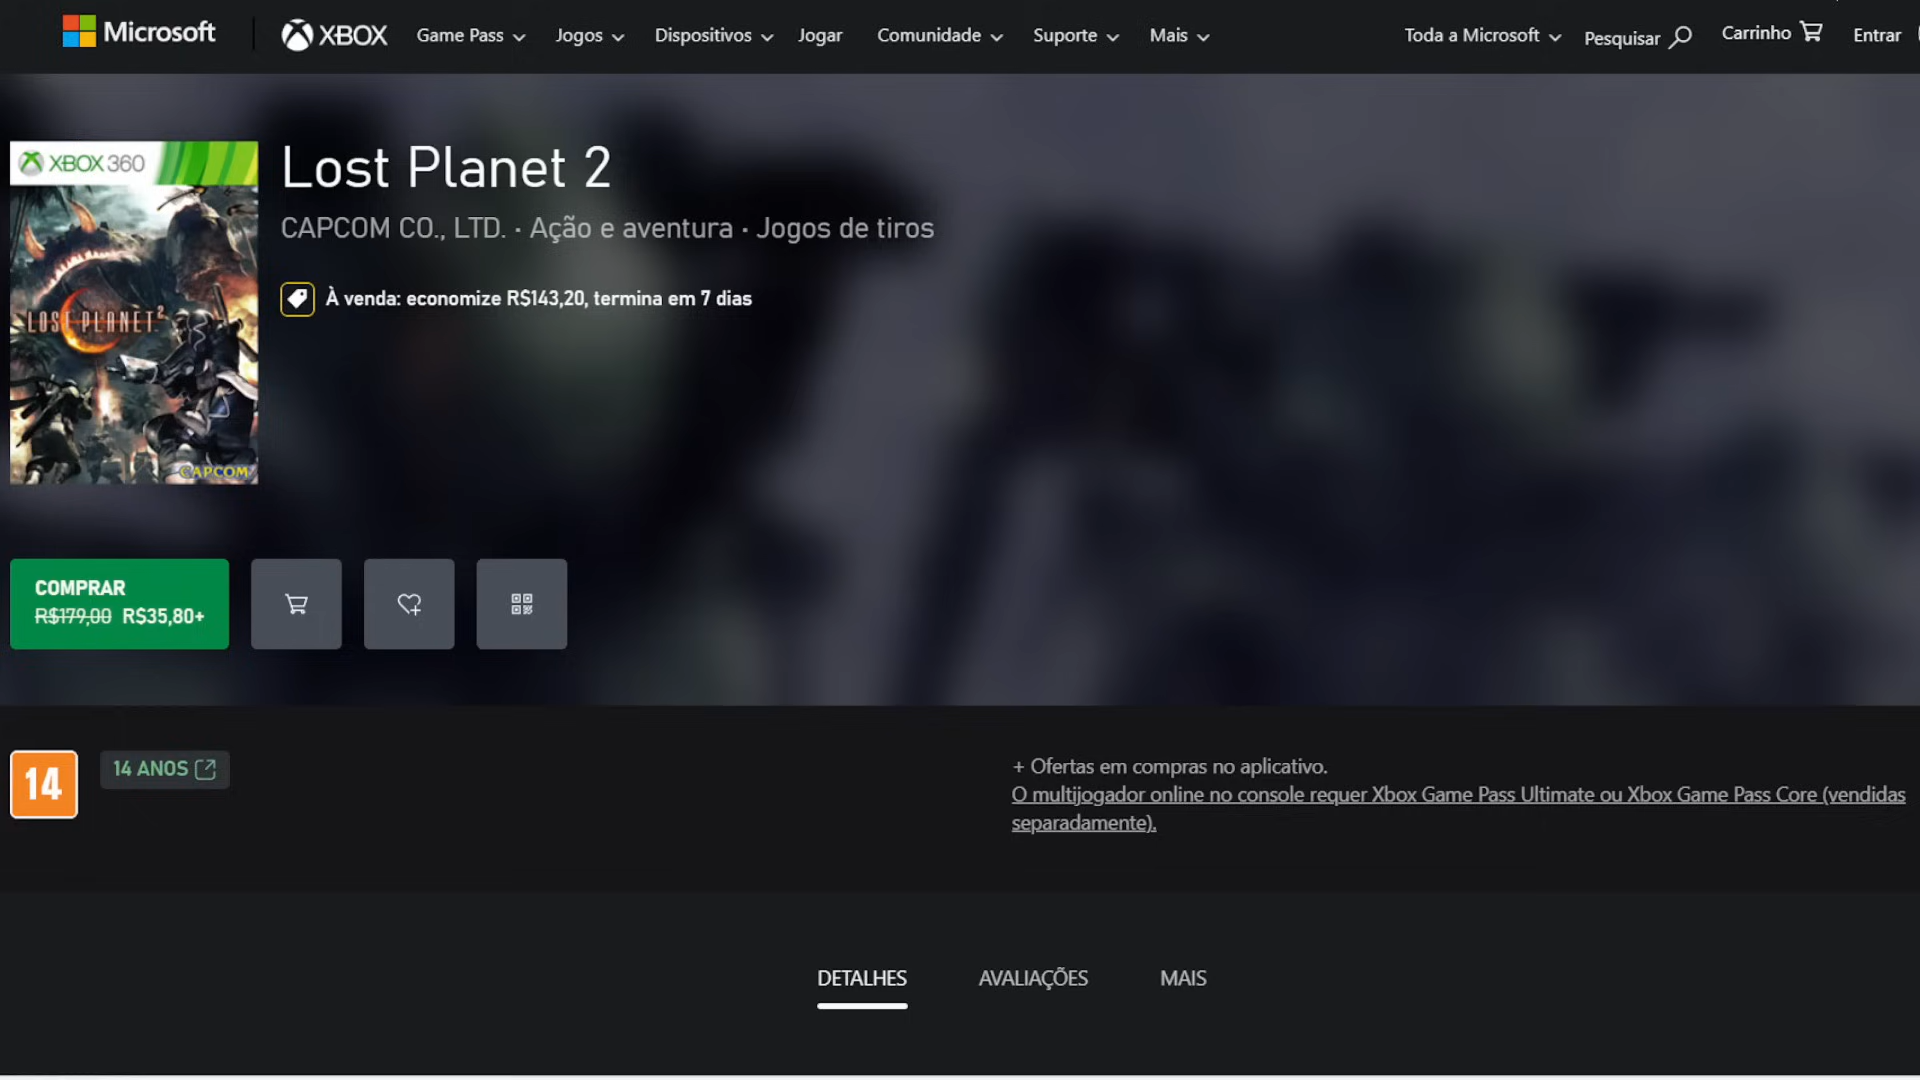 Microsoft
XBOX
Game Pass
Jogos
Dispositivos
Jogar
Comunidade
Suporte
Mais
Toda a Microsoft
Pesquisar
Carrinho
Entrar
XBOX 360
LOST PLANET 2
CAPCOM
Lost Planet 2
CAPCOM CO., LTD. · Ação e aventura · Jogos de tiros
À venda: economize R$143,20, termina em 7 dias
COMPRAR
R$179,00 R$35,80+
14
14 ANOS
+ Ofertas em compras no aplicativo.
O multijogador online no console requer Xbox Game Pass Ultimate ou Xbox Game Pass Core (vendidas
separadamente).
DETALHES
AVALIAÇÕES
MAIS